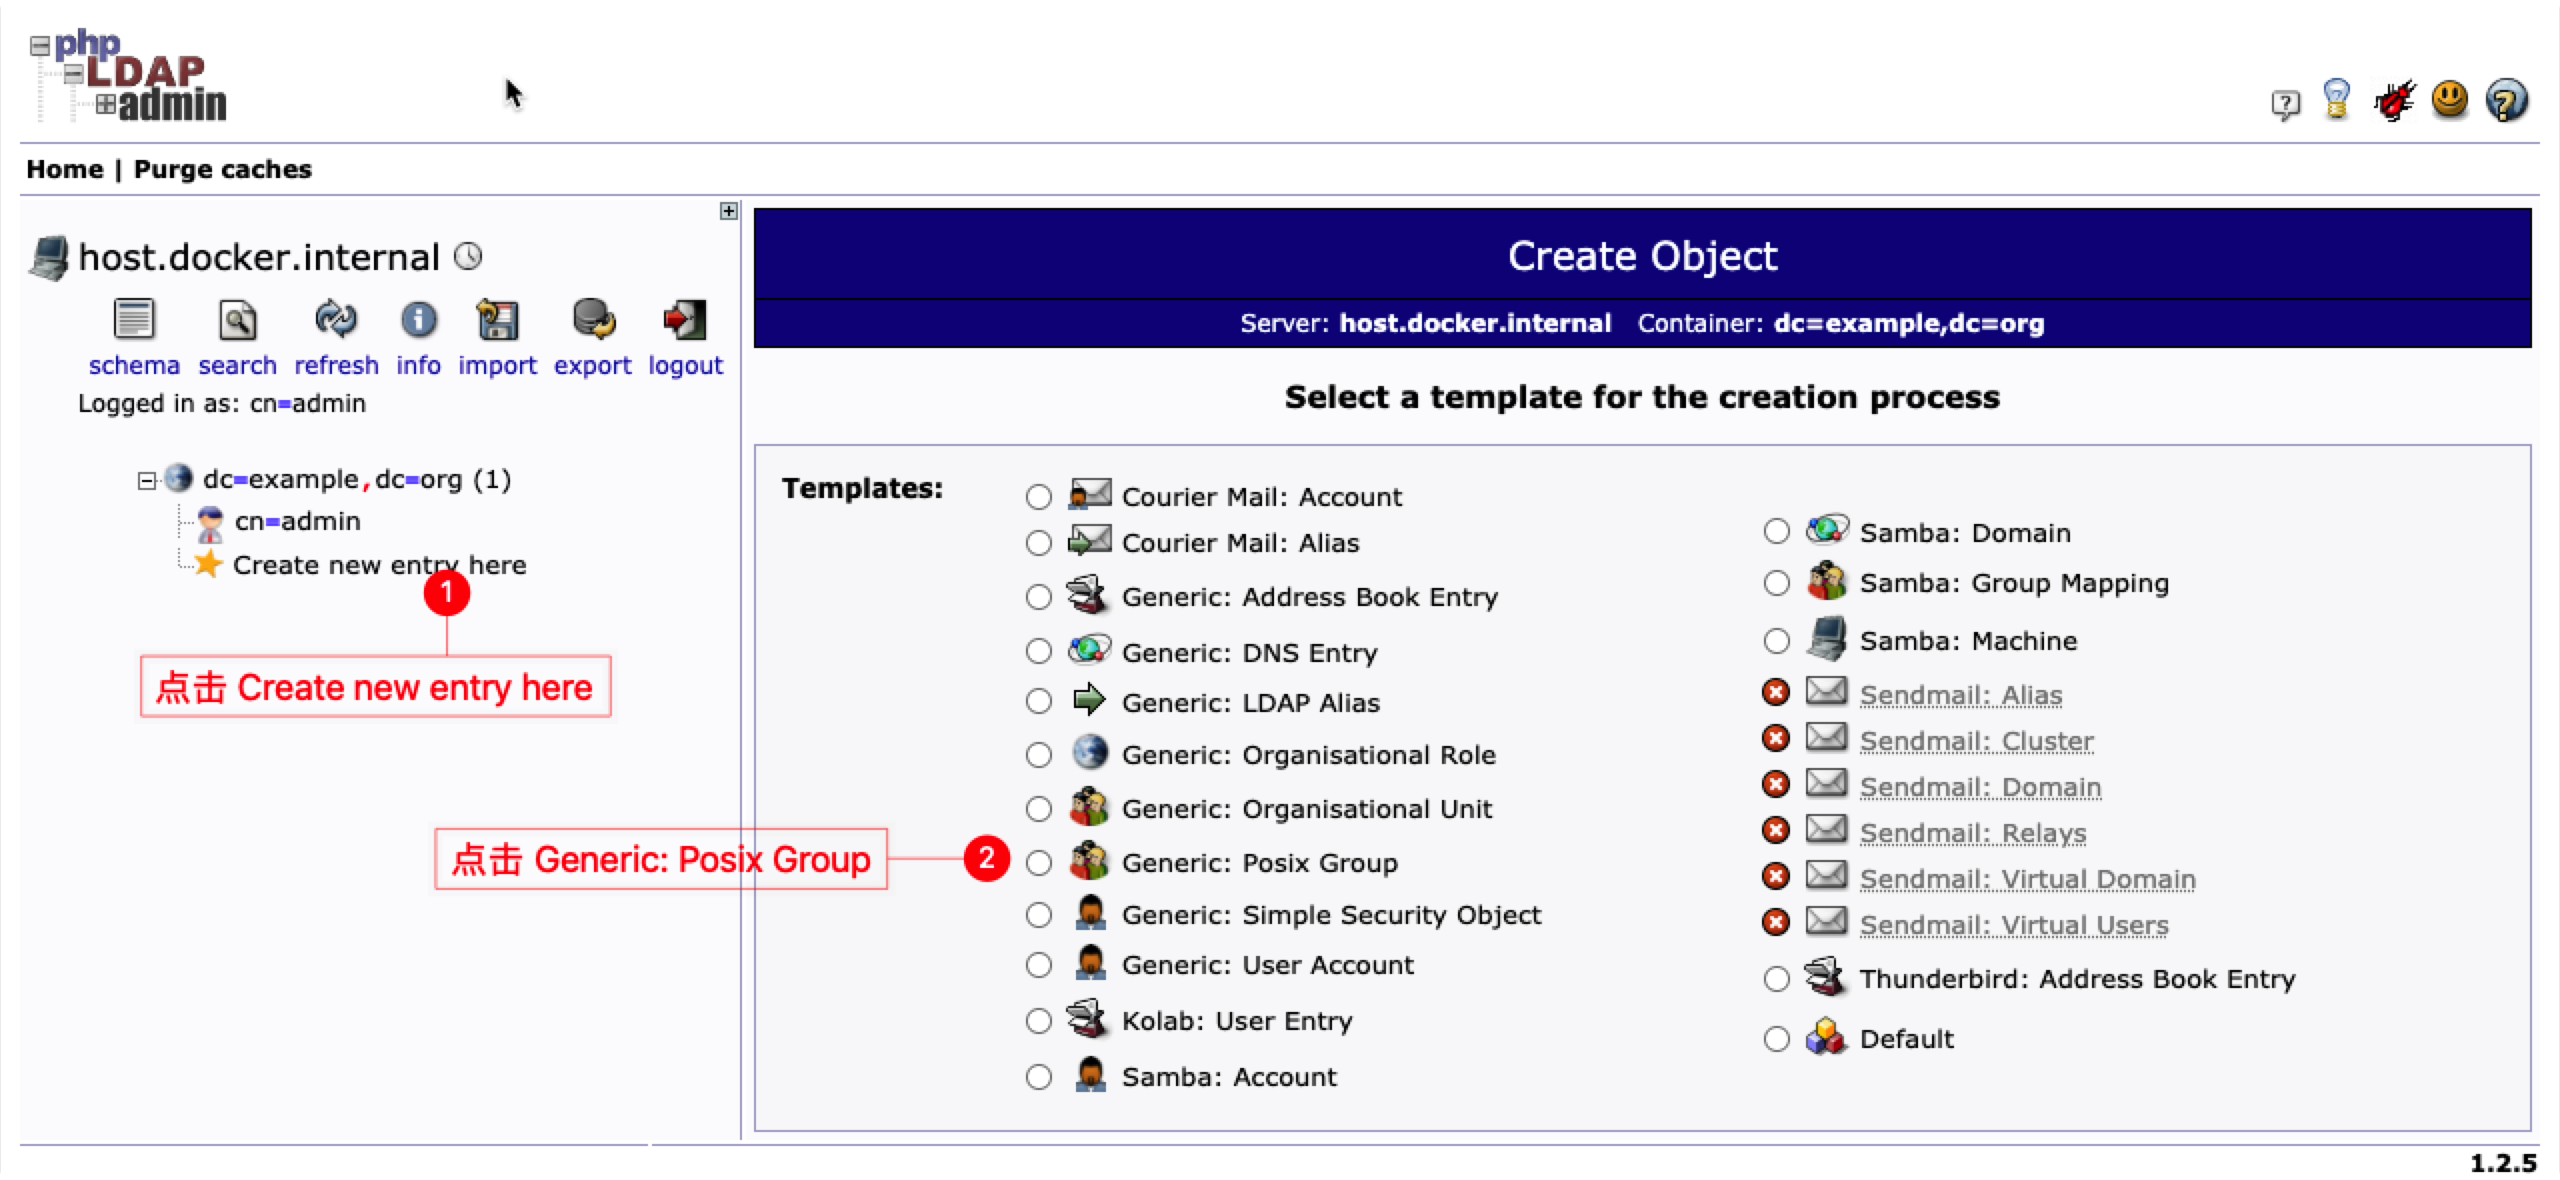 php
LDAP
admin
Home | Purge caches
host.docker.internal
schema search refresh info import export logout
Logged in as: cn=admin
dc=example,dc=org (1)
cn=admin
Create new entry here
1
点击 Create new entry here
Create Object
Server: host.docker.internal Container: dc=example,dc=org
Select a template for the creation process
Templates:
Courier Mail: Account
Courier Mail: Alias
Generic: Address Book Entry
Generic: DNS Entry
Generic: LDAP Alias
Generic: Organisational Role
Generic: Organisational Unit
点击 Generic: Posix Group
2
Generic: Posix Group
Generic: Simple Security Object
Generic: User Account
Kolab: User Entry
Samba: Account
Samba: Domain
Samba: Group Mapping
Samba: Machine
Sendmail: Alias
Sendmail: Cluster
Sendmail: Domain
Sendmail: Relays
Sendmail: Virtual Domain
Sendmail: Virtual Users
Thunderbird: Address Book Entry
Default
1.2.5